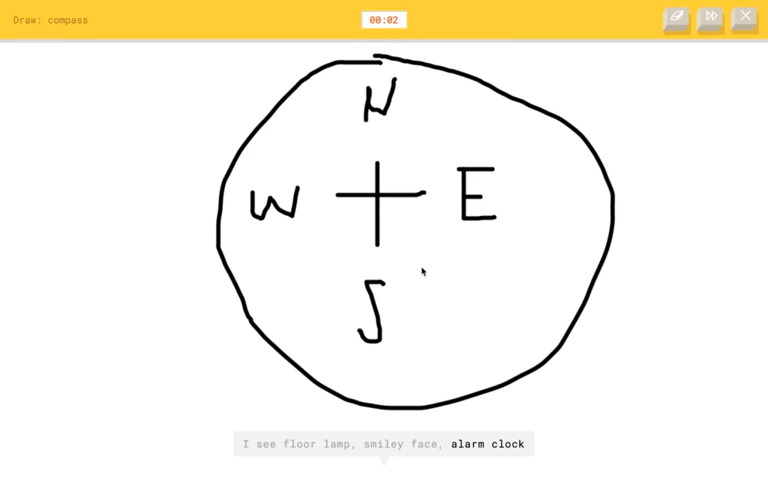 Draw: compass
00:02
N
W E
S
I see floor lamp, smiley face, alarm clock